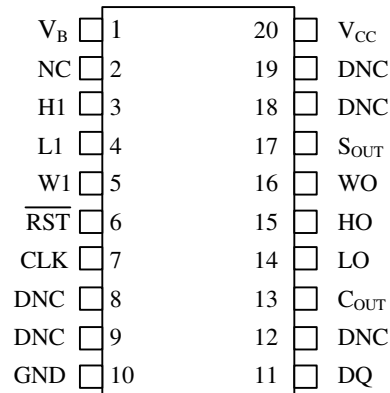 V_B 1 20 V_CC
NC 2 19 DNC
H1 3 18 DNC
L1 4 17 S_OUT
W1 5 16 WO
R̅S̅T̅ 6 15 HO
CLK 7 14 LO
DNC 8 13 C_OUT
DNC 9 12 DNC
GND 10 11 DQ